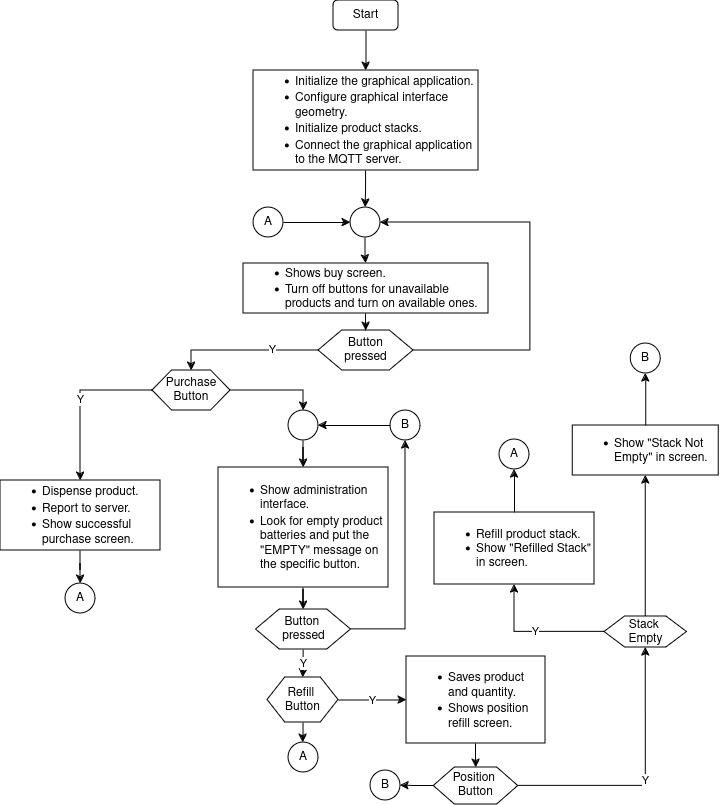 Start
• Initialize the graphical application.
• Configure graphical interface
geometry.
• Initialize product stacks.
• Connect the graphical application
to the MQTT server.
A
• Shows buy screen.
• Turn off buttons for unavailable
products and turn on available ones.
Button
pressed
Y
Purchase
Button
Y
• Dispense product.
• Report to server.
• Show successful
purchase screen.
A
B
• Show administration
interface.
• Look for empty product
batteries and put the
"EMPTY" message on
the specific button.
Button
pressed
Y
Refill
Button
A
Y
• Saves product
and quantity.
• Shows position
refill screen.
Position
Button
B
Y
Stack
Empty
Y
• Refill product stack.
• Show "Refilled Stack"
in screen.
A
• Show "Stack Not
Empty" in screen.
B